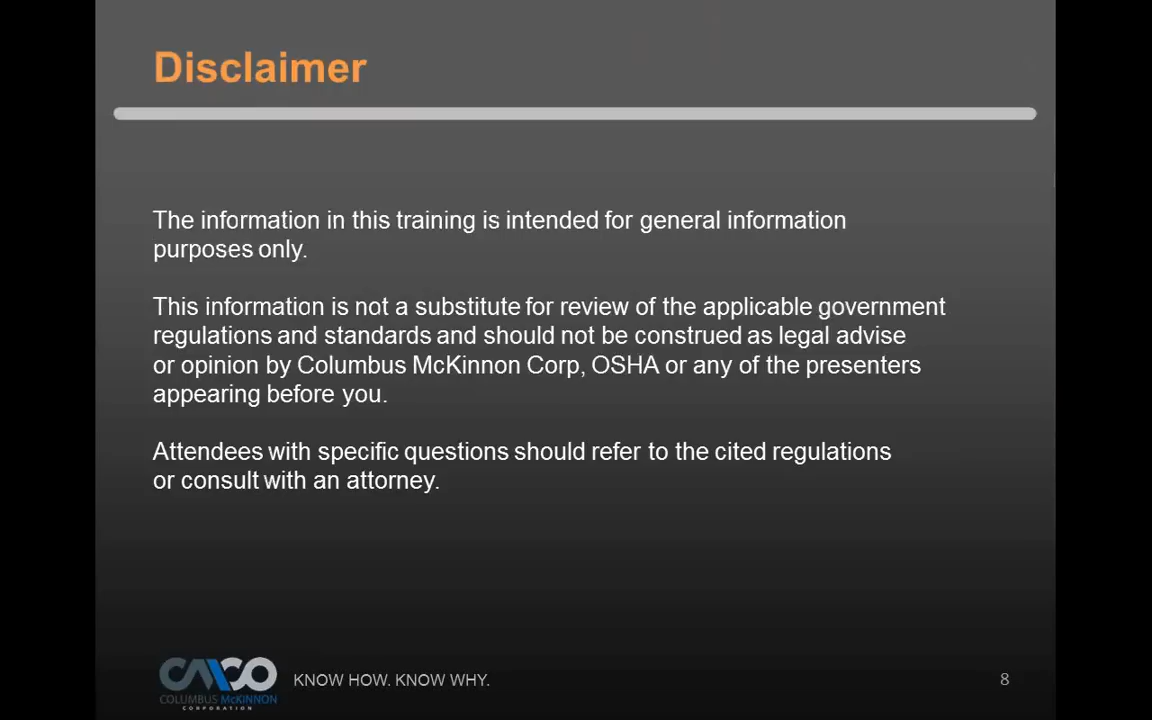 Disclaimer
The information in this training is intended for general information
purposes only.
This information is not a substitute for review of the applicable government
regulations and standards and should not be construed as legal advise
or opinion by Columbus McKinnon Corp, OSHA or any of the presenters
appearing before you.
Attendees with specific questions should refer to the cited regulations
or consult with an attorney.
CMCO
COLUMBUS McKINNON
CORPORATION
KNOW HOW. KNOW WHY.
8